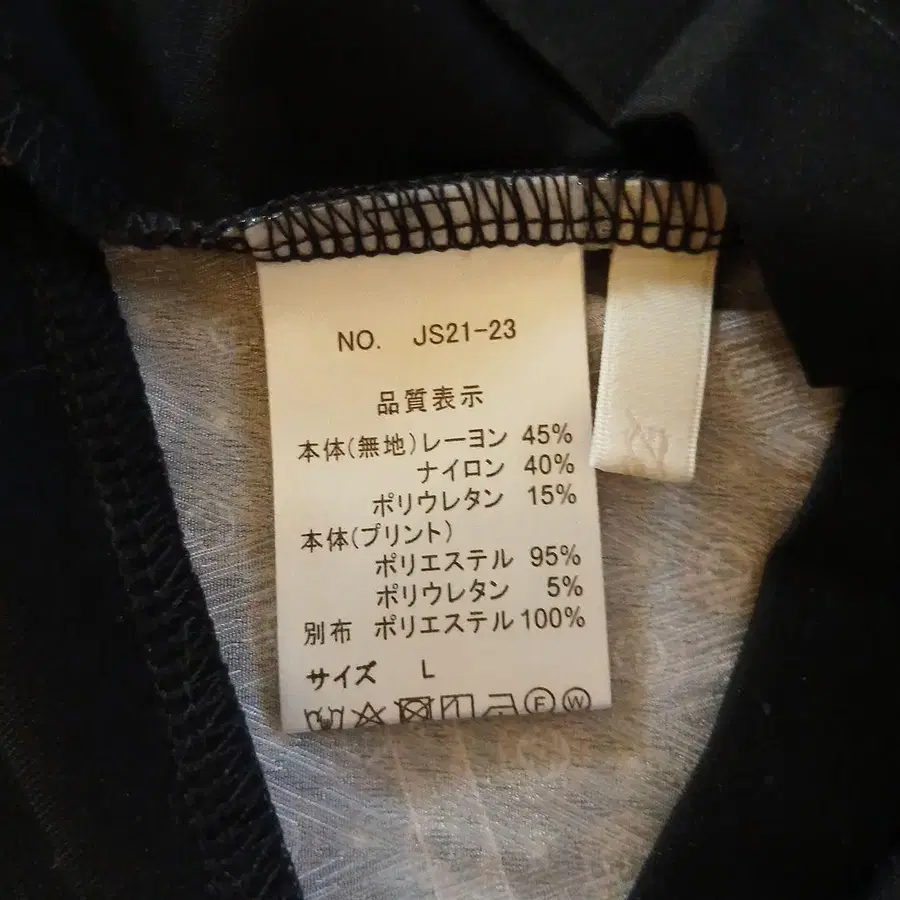 NO. JS21-23
品質表示
本体(無地)レーヨン 45%
ナイロン 40%
ポリウレタン 15%
本体(プリント)
ポリエステル 95%
ポリウレタン 5%
別布 ポリエステル100%
サイズ L
F W